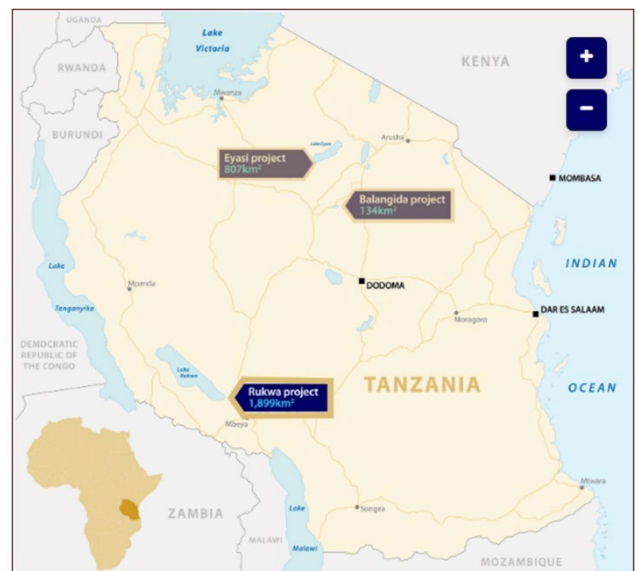 UGANDA
Lake
Victoria
KENYA
RWANDA
Mwanza
BURUNDI
Arusha
Lake Eyasi
Eyasi project
807km²
MOMBASA
Balangida project
134km²
INDIAN
Lake
Tanganyika
Mpanda
DODOMA
DAR ES SALAAM
Morogoro
DEMOCRATIC
REPUBLIC OF
THE CONGO
Lake
Rukwa
TANZANIA
OCEAN
Rukwa project
1,899km²
Mbeya
Mtwara
ZAMBIA
Lake
Malawi
Songea
MALAWI
MOZAMBIQUE
+
−